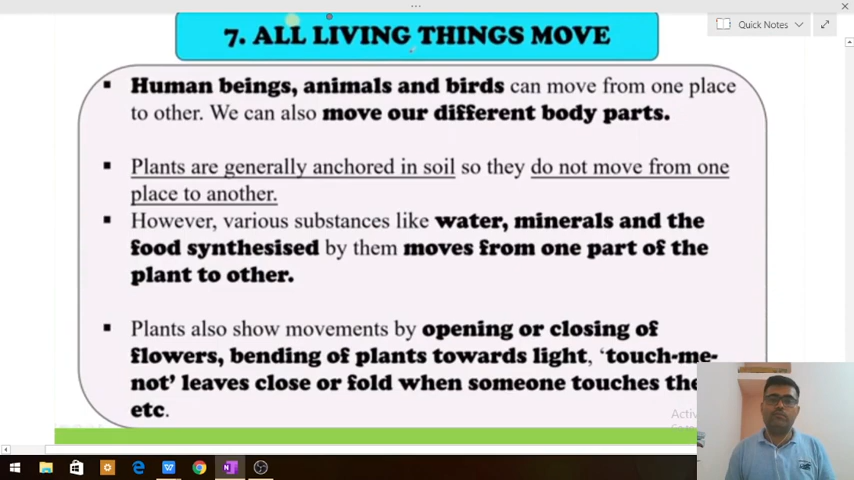 Quick Notes
7. ALL LIVING THINGS MOVE
▪ Human beings, animals and birds can move from one place
to other. We can also move our different body parts.
▪ Plants are generally anchored in soil so they do not move from one
place to another.
▪ However, various substances like water, minerals and the
food synthesised by them moves from one part of the
plant to other.
▪ Plants also show movements by opening or closing of
flowers, bending of plants towards light, ‘touch-me-
not’ leaves close or fold when someone touches the
etc.
Activ